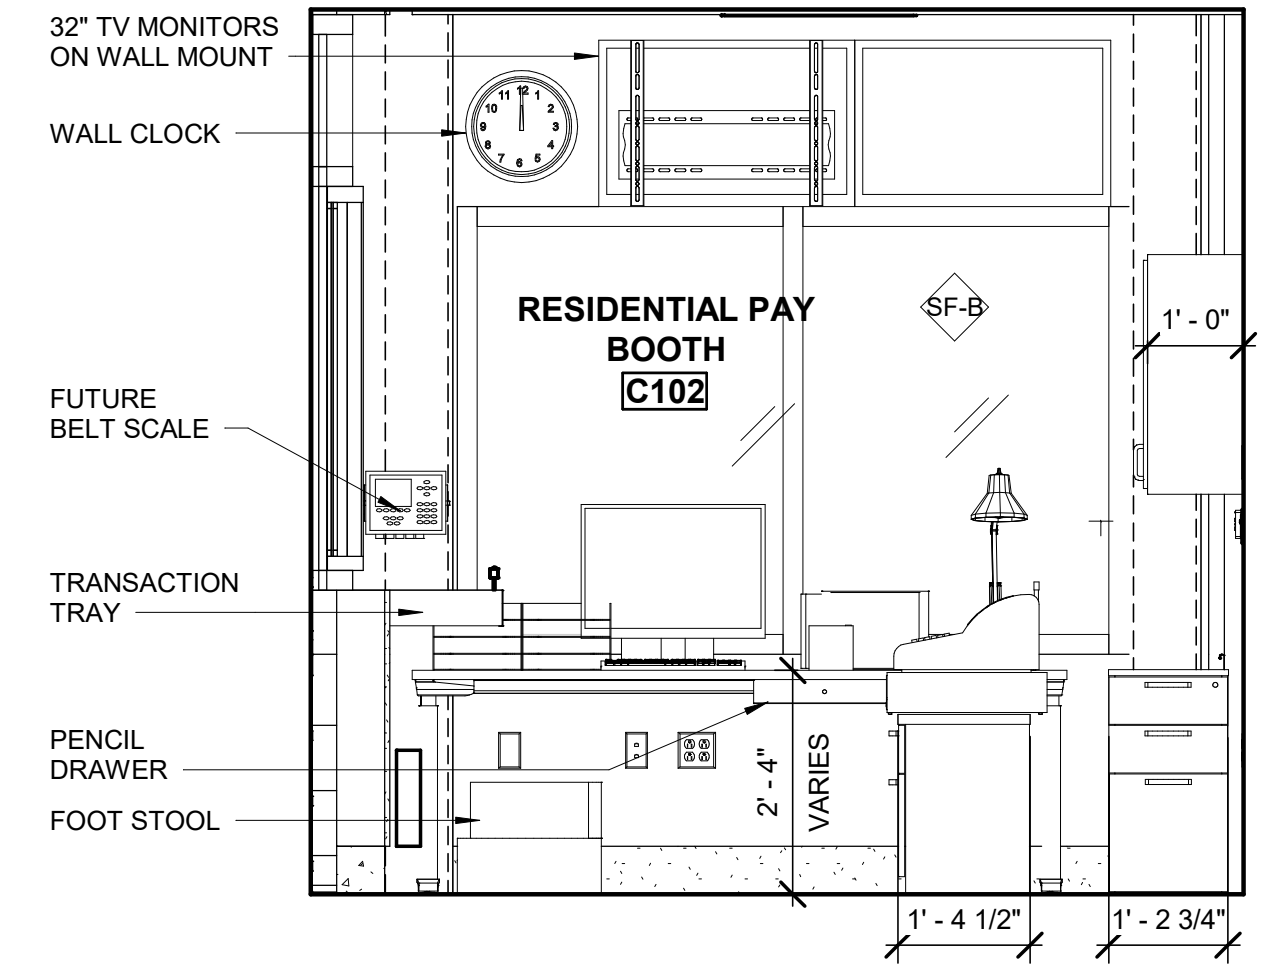 32" TV MONITORS
ON WALL MOUNT
WALL CLOCK
11 12 1
10 2
9 3
8 4
7 6 5
RESIDENTIAL PAY
BOOTH
C102
SF-B
1' - 0"
FUTURE
BELT SCALE
TRANSACTION
TRAY
PENCIL
DRAWER
2' - 4"
VARIES
FOOT STOOL
1' - 4 1/2"
1' - 2 3/4"